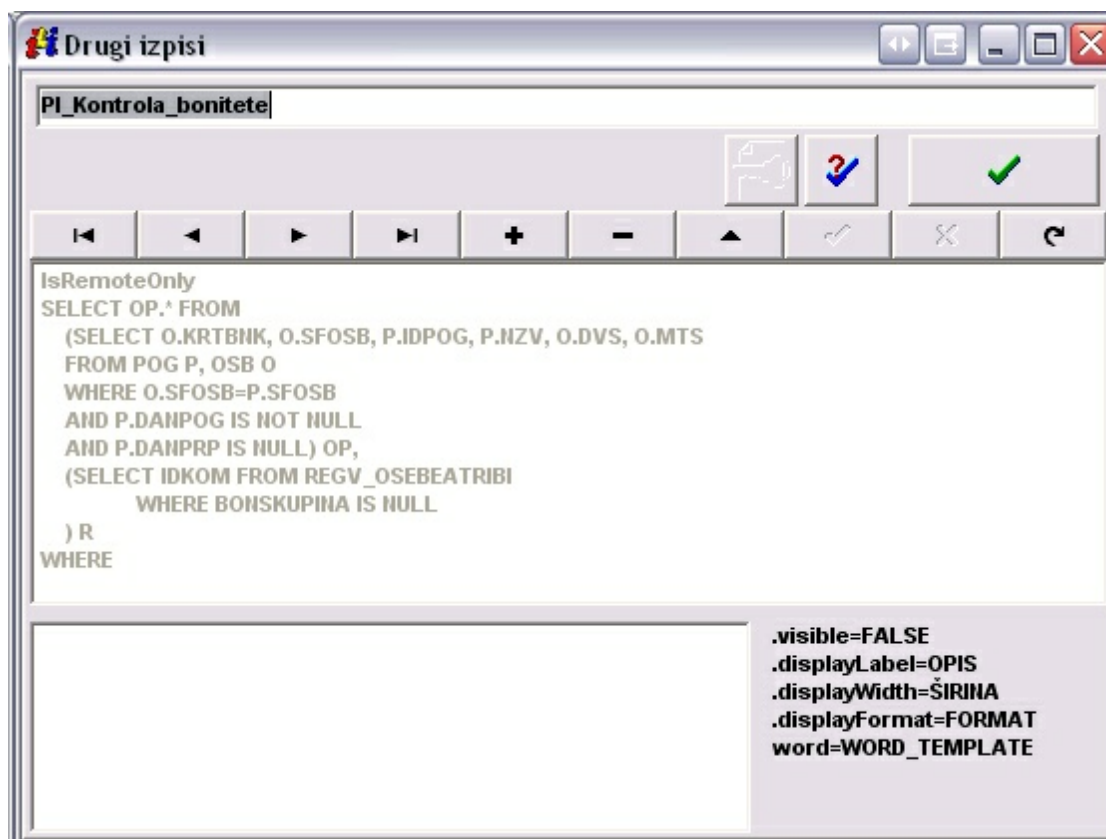 Drugi izpisi
PI_Kontrola_bonitete
IsRemoteOnly
SELECT OP.* FROM
(SELECT O.KRTBNK, O.SFOSB, P.IDPOG, P.NZV, O.DVS, O.MTS
FROM POG P, OSB O
WHERE O.SFOSB=P.SFOSB
AND P.DANPOG IS NOT NULL
AND P.DANPRP IS NULL) OP,
(SELECT IDKOM FROM REGV_OSEBEATRIBI
WHERE BONSKUPINA IS NULL
) R
WHERE
.visible=FALSE
.displayLabel=OPIS
.displayWidth=ŠIRINA
.displayFormat=FORMAT
word=WORD_TEMPLATE